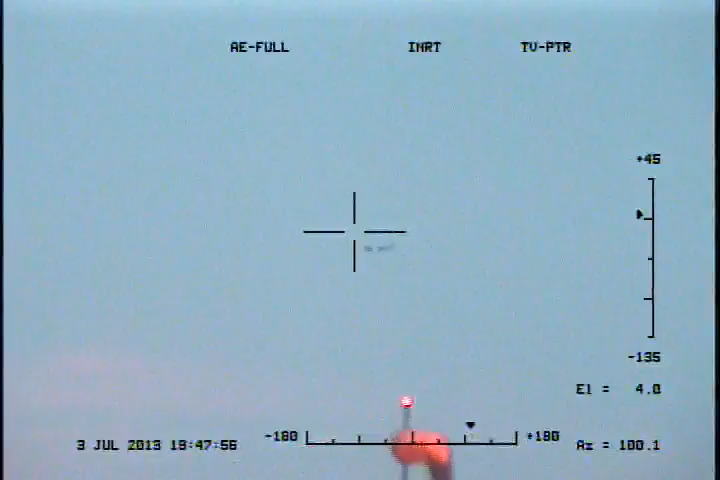 AE-FULL INRT TV-PTR
+45
-135
El = 4.0
3 JUL 2013 19:47:56 -180 +180 Az = 100.1